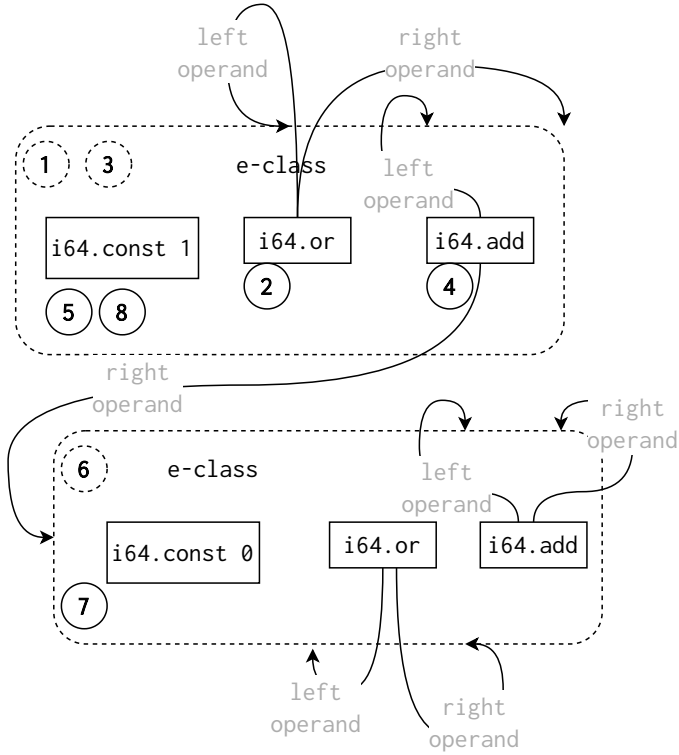 left
operand
right
operand
1
3
e-class
left
operand
i64.const 1
i64.or
i64.add
5
8
2
4
right
operand
right
operand
6
e-class
left
operand
i64.const 0
i64.or
i64.add
7
left
operand
right
operand